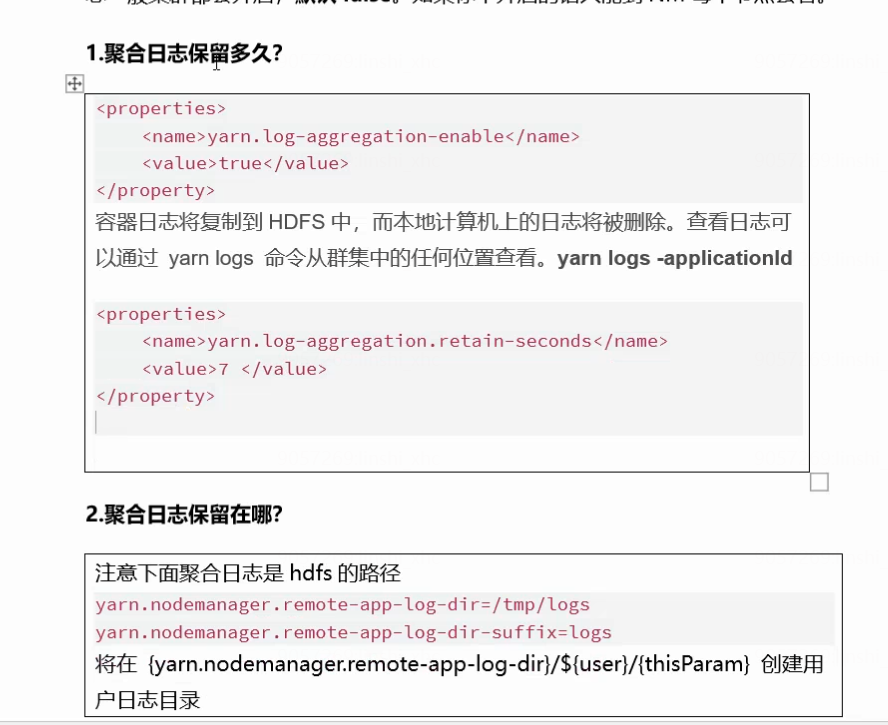 1.聚合日志保留多久?
<properties>
<name>yarn.log-aggregation-enable</name>
<value>true</value>
</property>
容器日志将复制到 HDFS 中，而本地计算机上的日志将被删除。查看日志可
以通过 yarn logs 命令从群集中的任何位置查看。yarn logs -applicationId
<properties>
<name>yarn.log-aggregation.retain-seconds</name>
<value>7 </value>
</property>
2.聚合日志保留在哪?
注意下面聚合日志是 hdfs 的路径
yarn.nodemanager.remote-app-log-dir=/tmp/logs
yarn.nodemanager.remote-app-log-dir-suffix=logs
将在 {yarn.nodemanager.remote-app-log-dir}/${user}/{thisParam} 创建用
户日志目录